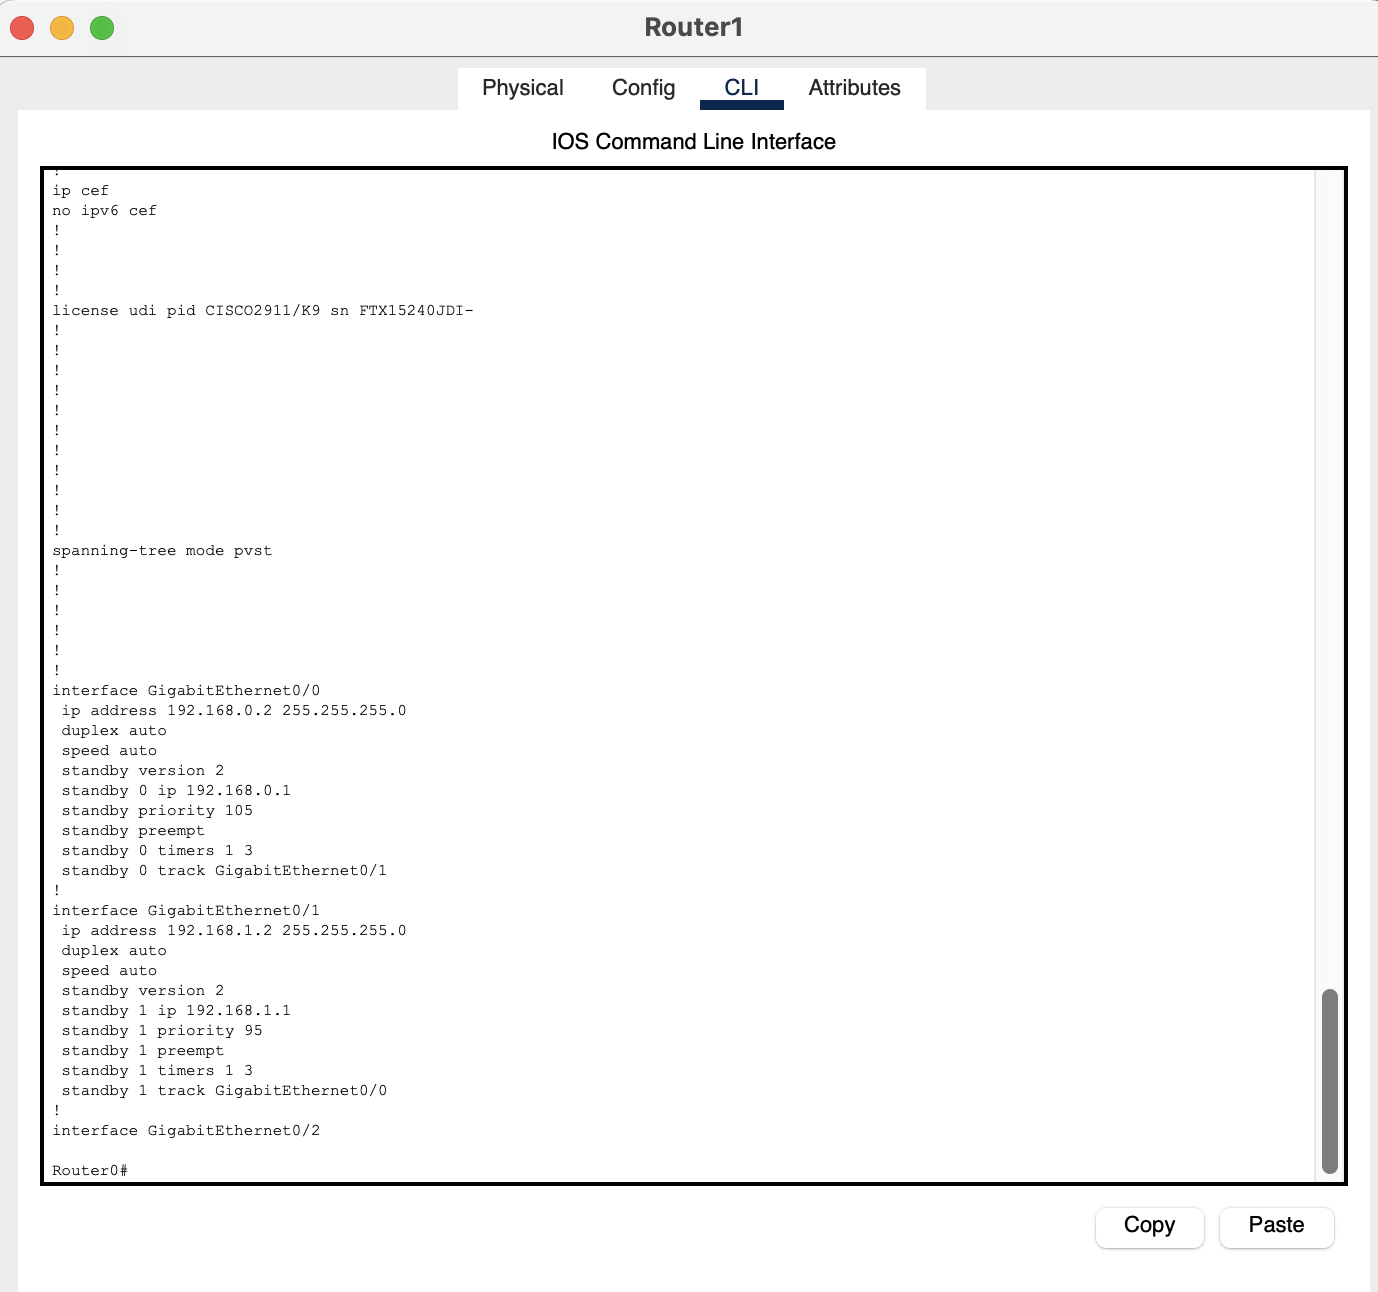 Router1
Physical Config CLI Attributes
IOS Command Line Interface
!
ip cef
no ipv6 cef
!
!
!
!
license udi pid CISCO2911/K9 sn FTX15240JDI-
!
!
!
!
!
!
!
!
!
!
!
spanning-tree mode pvst
!
!
!
!
!
!
interface GigabitEthernet0/0
 ip address 192.168.0.2 255.255.255.0
 duplex auto
 speed auto
 standby version 2
 standby 0 ip 192.168.0.1
 standby priority 105
 standby preempt
 standby 0 timers 1 3
 standby 0 track GigabitEthernet0/1
!
interface GigabitEthernet0/1
 ip address 192.168.1.2 255.255.255.0
 duplex auto
 speed auto
 standby version 2
 standby 1 ip 192.168.1.1
 standby 1 priority 95
 standby 1 preempt
 standby 1 timers 1 3
 standby 1 track GigabitEthernet0/0
!
interface GigabitEthernet0/2
Router0#
Copy Paste